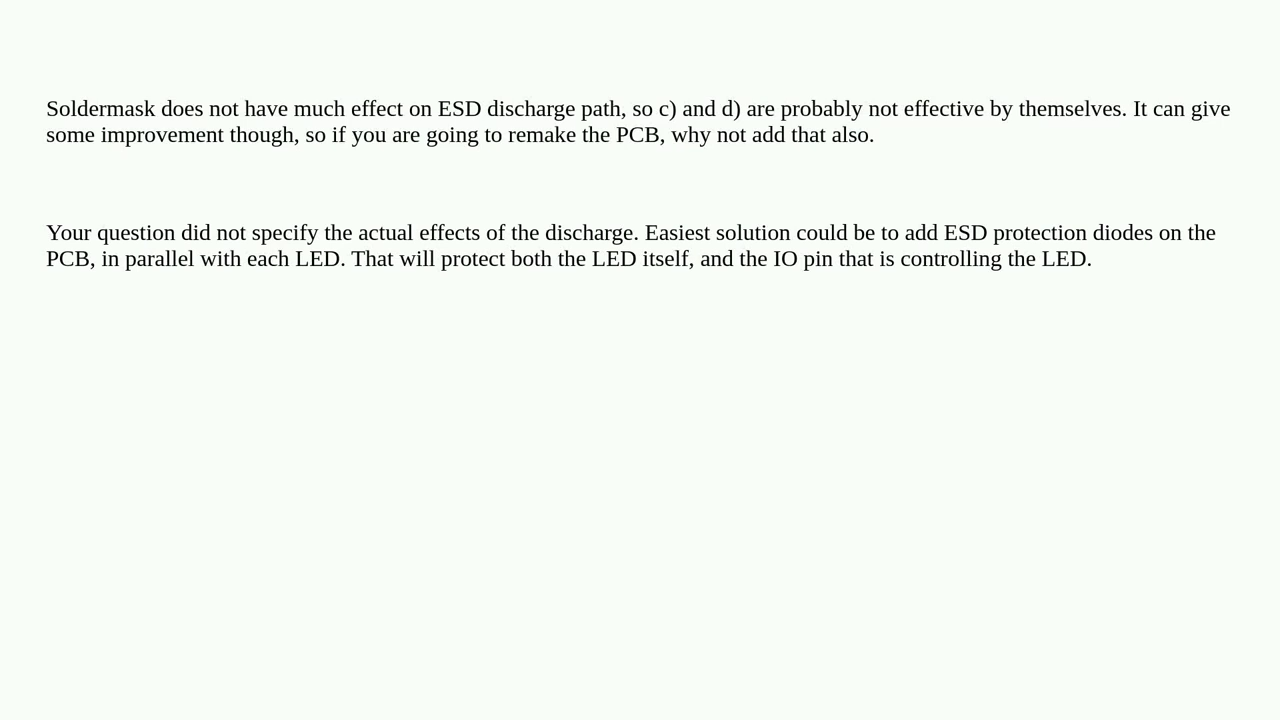 Soldermask does not have much effect on ESD discharge path, so c) and d) are probably not effective by themselves. It can give
some improvement though, so if you are going to remake the PCB, why not add that also.
Your question did not specify the actual effects of the discharge. Easiest solution could be to add ESD protection diodes on the
PCB, in parallel with each LED. That will protect both the LED itself, and the IO pin that is controlling the LED.